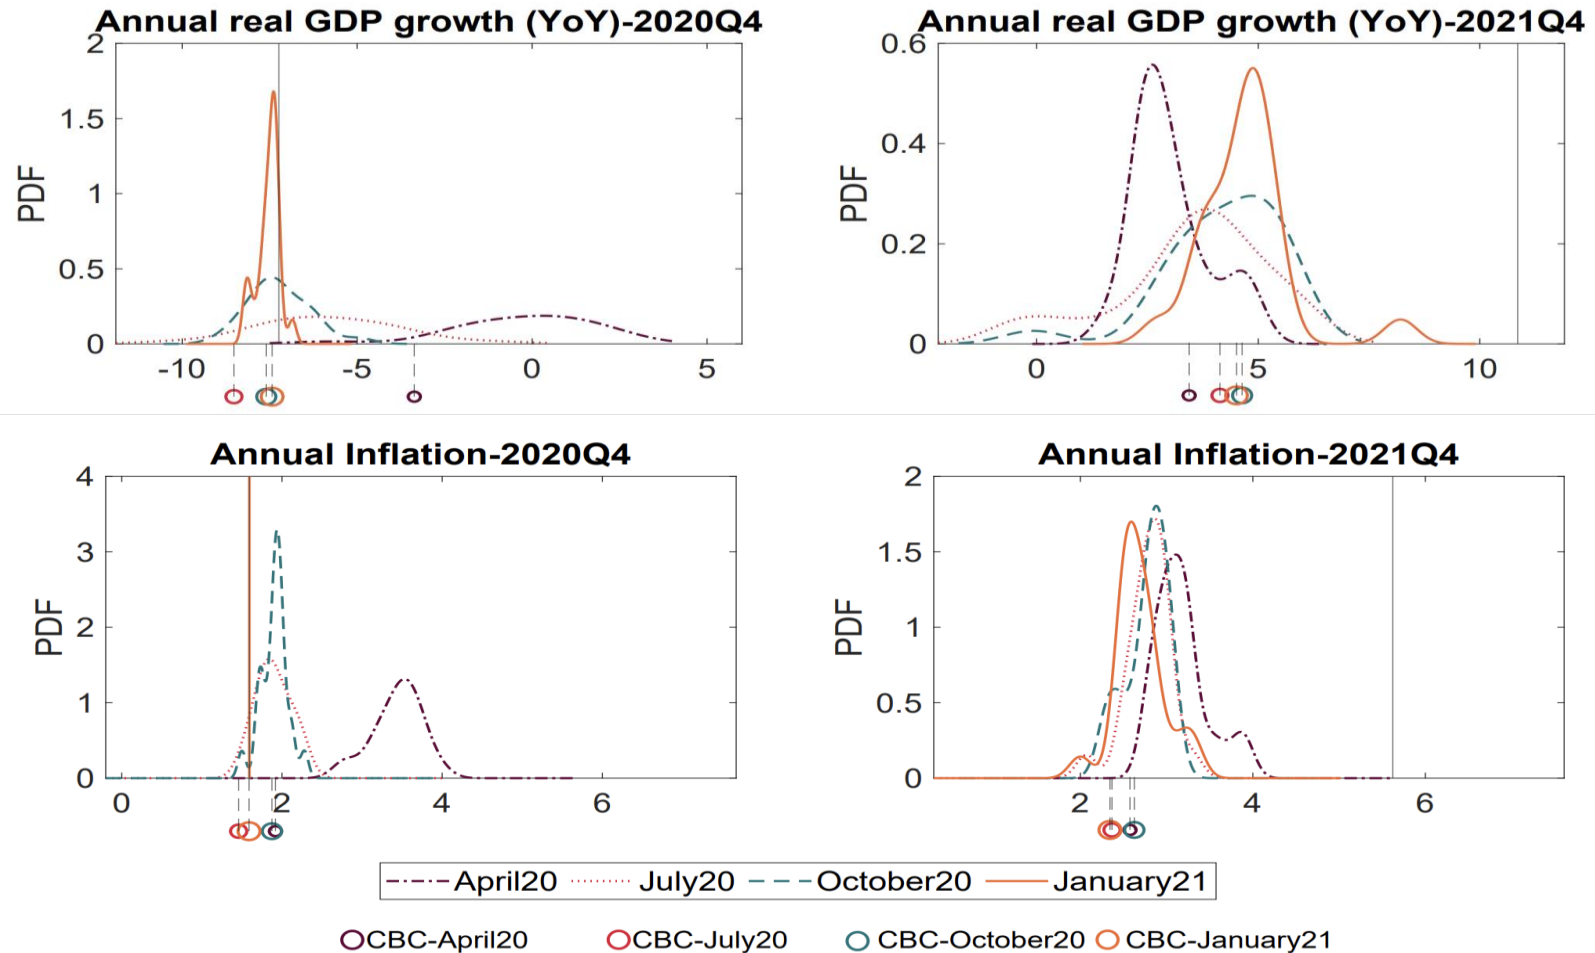 Annual real GDP growth (YoY)-2020Q4
2
1.5
1
0.5
0
PDF
-10 -5 0 5
Annual real GDP growth (YoY)-2021Q4
0.6
0.4
0.2
0
PDF
0 5 10
Annual Inflation-2020Q4
4
3
2
1
0
PDF
0 2 4 6
Annual Inflation-2021Q4
2
1.5
1
0.5
0
PDF
2 4 6
April20 July20 October20 January21
CBC-April20 CBC-July20 CBC-October20 CBC-January21